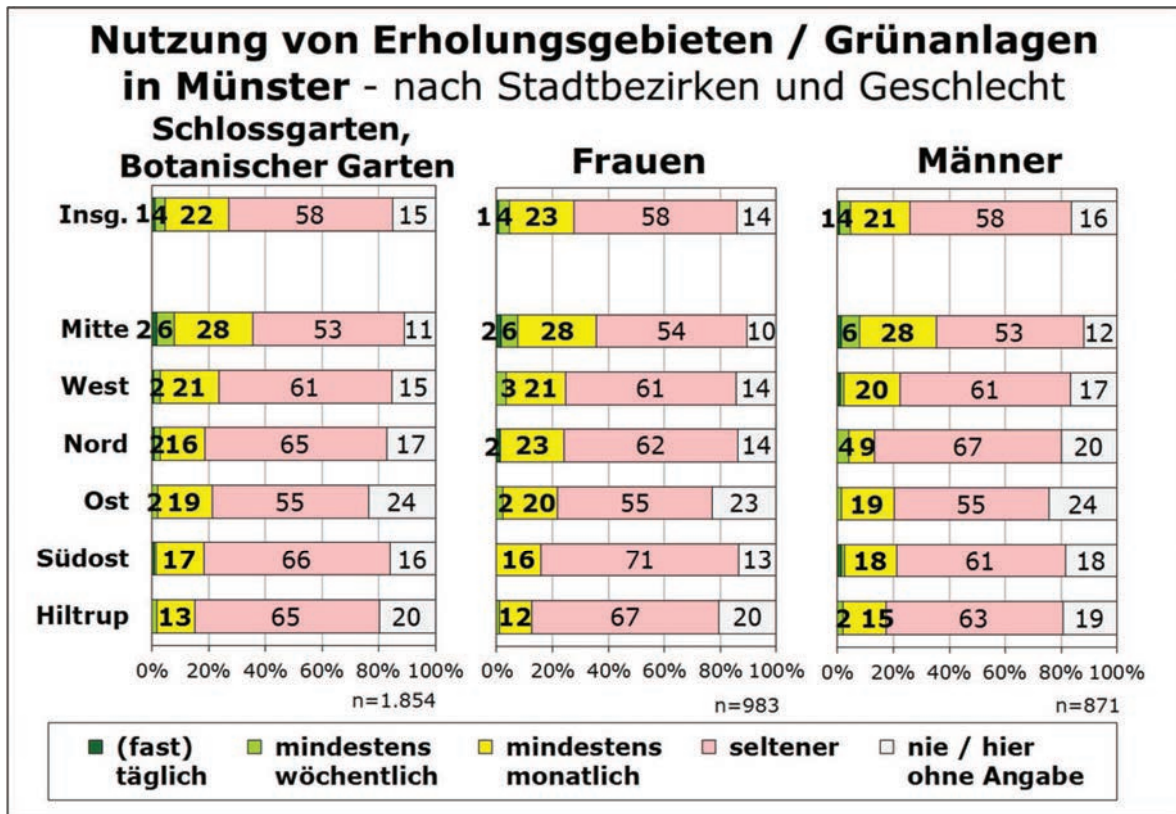 Nutzung von Erholungsgebieten / Grünanlagen
in Münster - nach Stadtbezirken und Geschlecht
Schlossgarten,
Botanischer Garten
Frauen
Männer
Insg. 1 4 22 58 15 1 4 23 58 14 1 4 21 58 16
Mitte 2 6 28 53 11 2 6 28 54 10 6 28 53 12
West 2 21 61 15 3 21 61 14 20 61 17
Nord 2 16 65 17 2 23 62 14 4 9 67 20
Ost 2 19 55 24 2 20 55 23 19 55 24
Südost 17 66 16 16 71 13 18 61 18
Hiltrup 13 65 20 12 67 20 2 15 63 19
0% 20% 40% 60% 80% 100% 0% 20% 40% 60% 80% 100% 0% 20% 40% 60% 80% 100%
n=1.854 n=983 n=871
(fast)
täglich
mindestens
wöchentlich
mindestens
monatlich
seltener
nie / hier
ohne Angabe